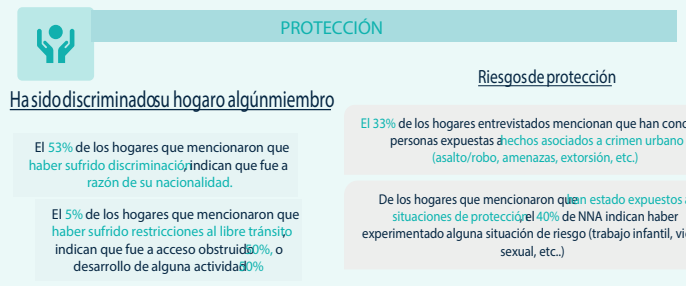 PROTECCIÓN
Ha sido discriminado su hogar o algún miembro
El 53% de los hogares que mencionaron que
haber sufrido discriminación, indican que fue a
razón de su nacionalidad.
El 5% de los hogares que mencionaron que
haber sufrido restricciones al libre tránsito,
indican que fue a acceso obstruido 50%, o
desarrollo de alguna actividad 50%
Riesgos de protección
El 33% de los hogares entrevistados mencionan que han
personas expuestas a hechos asociados a crimen urbano
(asalto/robo, amenazas, extorsión, etc.)
De los hogares que mencionaron que han estado expuestos a
situaciones de protección, el 40% de NNA indican haber
experimentado alguna situación de riesgo (trabajo infantil,
sexual, etc..)